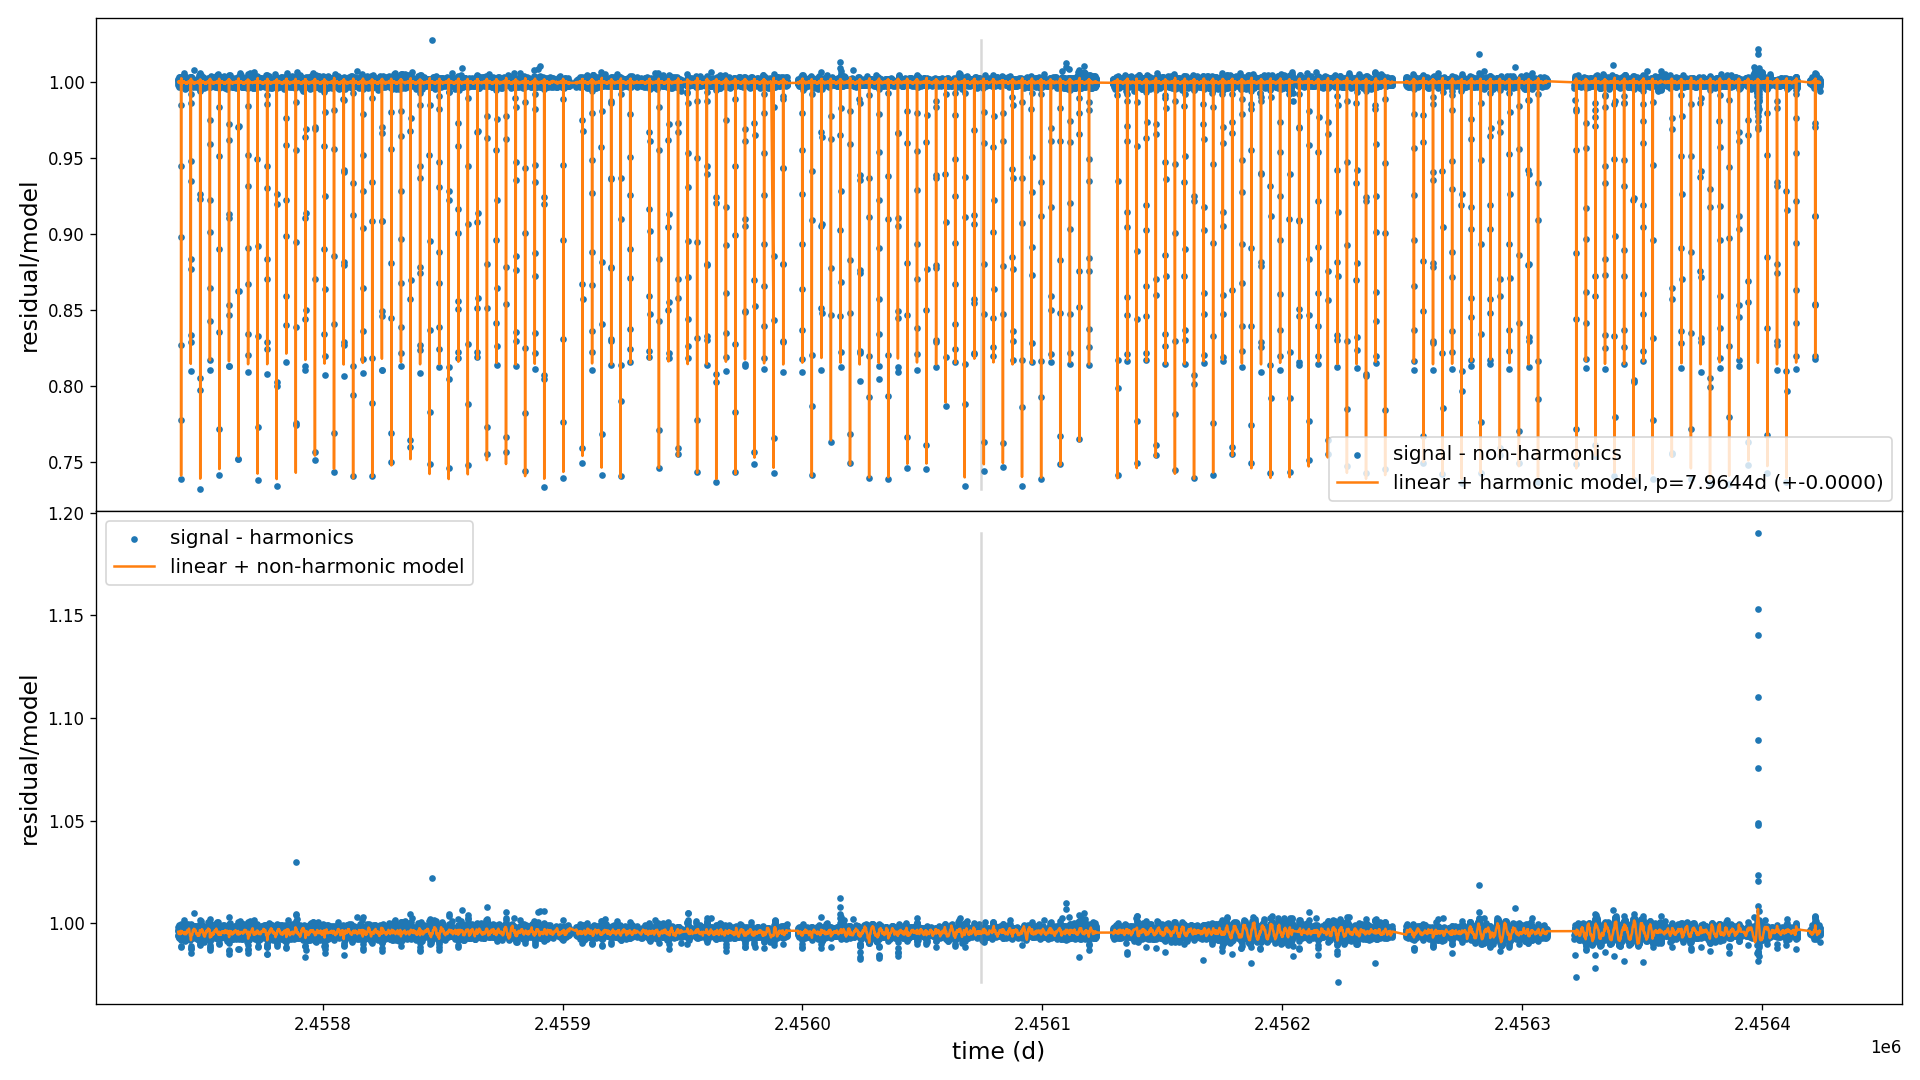 residual/model
1.00
0.95
0.90
0.85
0.80
0.75
signal - non-harmonics
linear + harmonic model, p=7.9644d (+-0.0000)
residual/model
1.20
1.15
1.10
1.05
1.00
signal - harmonics
linear + non-harmonic model
2.4558
2.4559
2.4560
2.4561
2.4562
2.4563
2.4564
1e6
time (d)